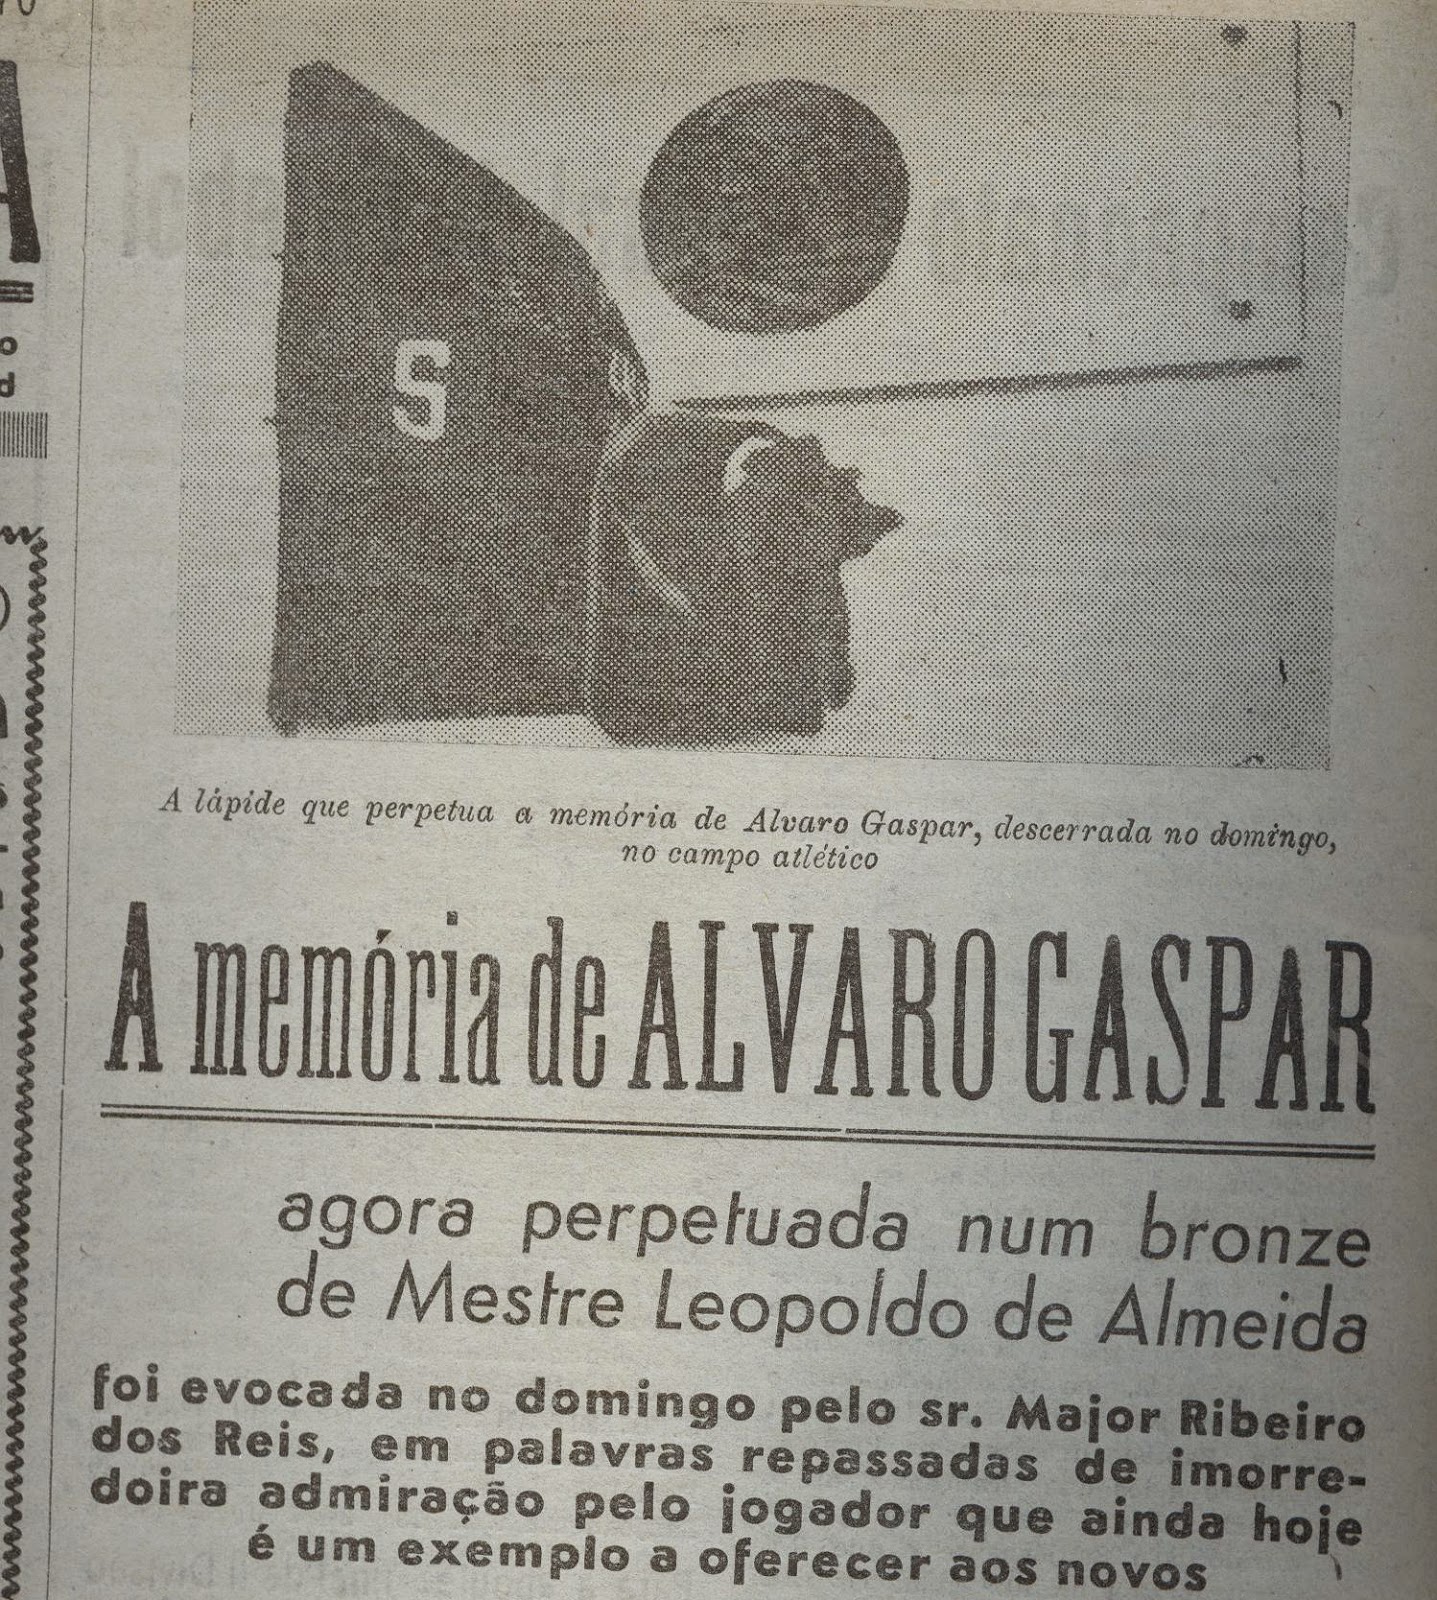 S
A lápide que perpetua a memória de Alvaro Gaspar, descerrada no domingo,
no campo atlético
A memória de ALVARO GASPAR
agora perpetuada num bronze
de Mestre Leopoldo de Almeida
foi evocada no domingo pelo sr. Major Ribeiro
dos Reis, em palavras repassadas de imorre-
doira admiração pelo jogador que ainda hoje
é um exemplo a oferecer aos novos
A
o
d